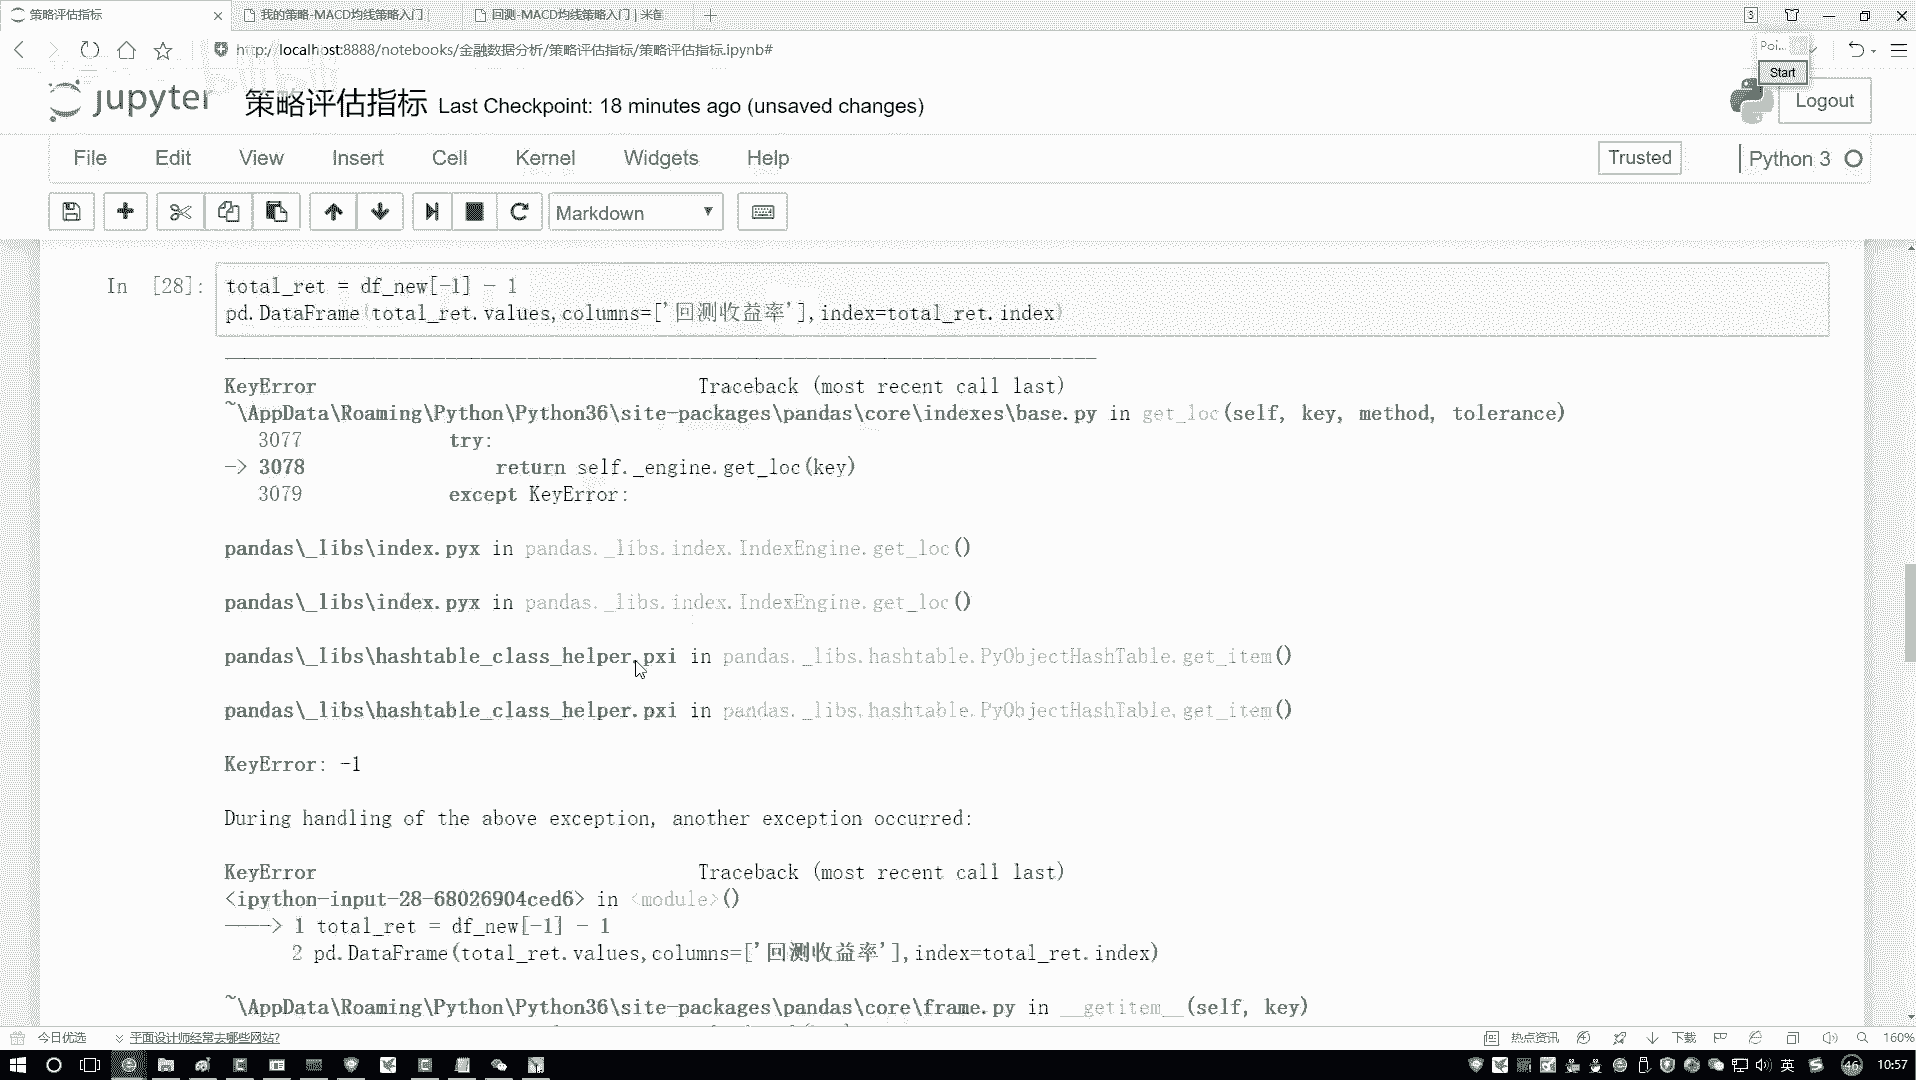 策略评估指标
我的策略-MACD均线策略入门
回测-MACD均线策略入门 | 米筐
3
http://localhost:8888/notebooks/金融数据分析/策略评估指标/策略评估指标.ipynb#
Poi...
Start
jupyter 策略评估指标 Last Checkpoint: 18 minutes ago (unsaved changes)
Logout
File Edit View Insert Cell Kernel Widgets Help
Trusted
Python 3
Markdown
In [28]: total_ret = df_new[-1] - 1
pd.DataFrame(total_ret.values,columns=['回测收益率'],index=total_ret.index)
KeyError Traceback (most recent call last)
~\AppData\Roaming\Python\Python36\site-packages\pandas\core\indexes\base.py in get_loc(self, key, method, tolerance)
3077 try:
-> 3078 return self._engine.get_loc(key)
3079 except KeyError:
pandas\_libs\index.pyx in pandas._libs.index.IndexEngine.get_loc()
pandas\_libs\index.pyx in pandas._libs.index.IndexEngine.get_loc()
pandas\_libs\hashtable_class_helper.pxi in pandas._libs.hashtable.PyObjectHashTable.get_item()
pandas\_libs\hashtable_class_helper.pxi in pandas._libs.hashtable.PyObjectHashTable.get_item()
KeyError: -1
During handling of the above exception, another exception occurred:
KeyError Traceback (most recent call last)
<ipython-input-28-68026904ced6> in <module>()
----> 1 total_ret = df_new[-1] - 1
2 pd.DataFrame(total_ret.values,columns=['回测收益率'],index=total_ret.index)
~\AppData\Roaming\Python\Python36\site-packages\pandas\core\frame.py in __getitem__(self, key)
今日优选
平面设计师经常去哪些网站?
热点资讯
下载
160%
英
46
10:57